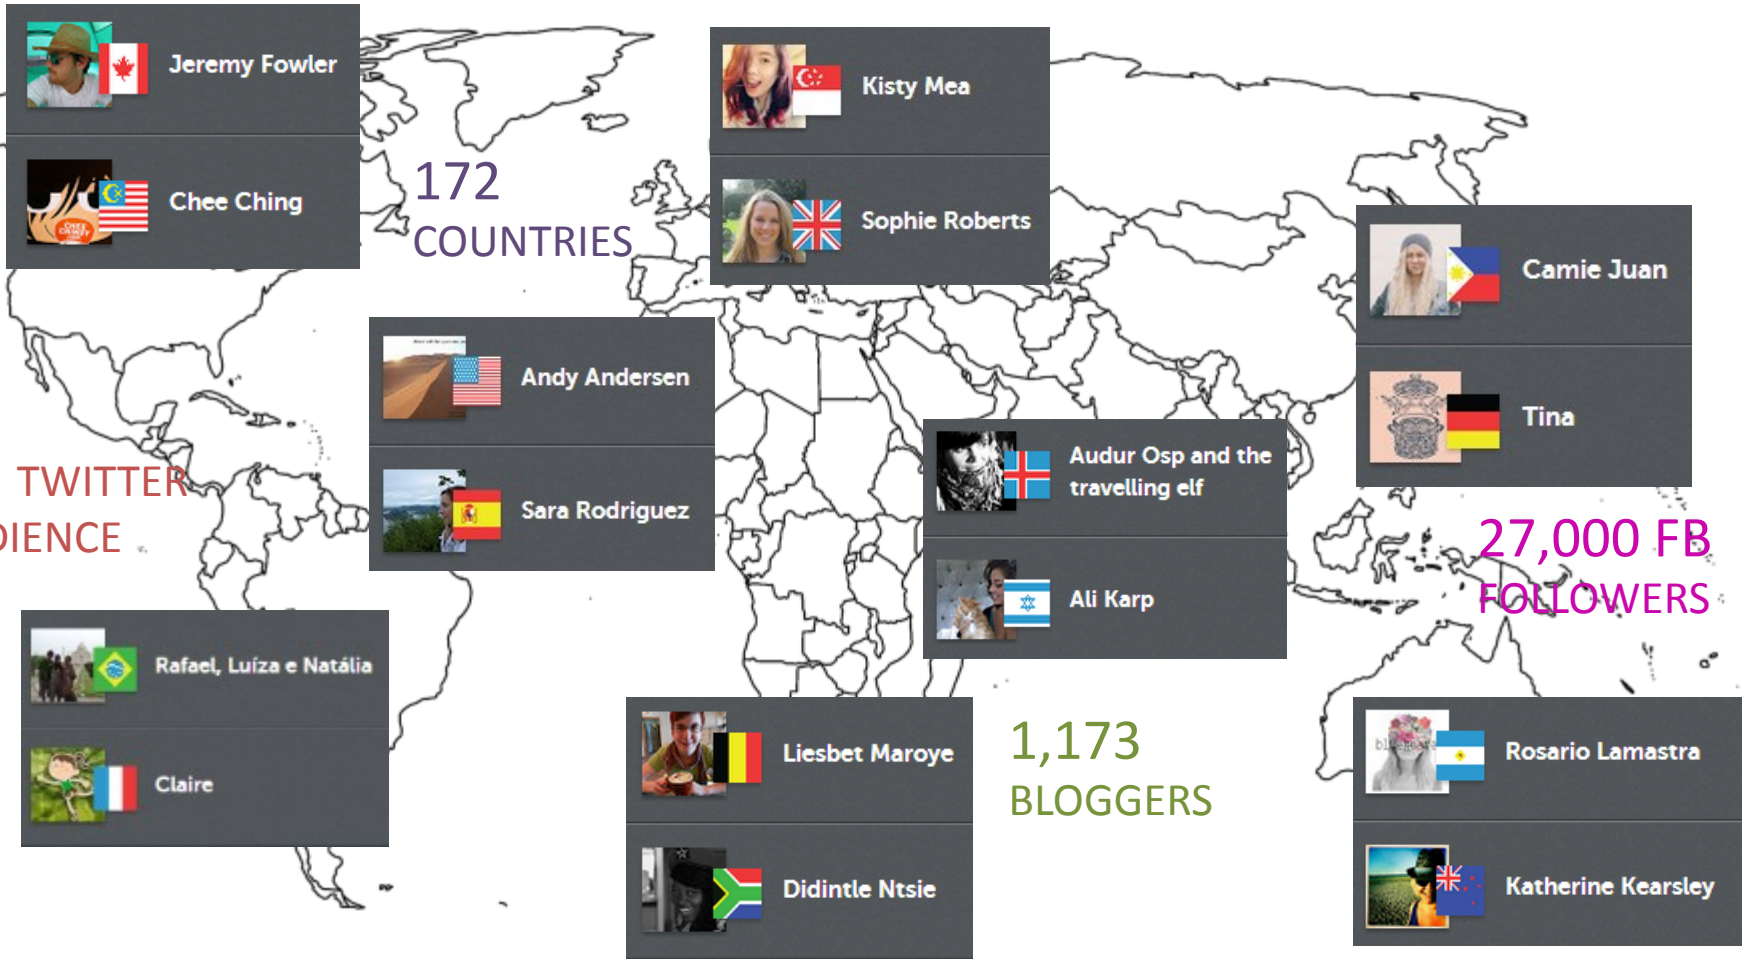 Jeremy Fowler
Chee Ching
172
COUNTRIES
Kisty Mea
Sophie Roberts
Camie Juan
Tina
Andy Andersen
Sara Rodriguez
Audur Osp and the
travelling elf
Ali Karp
TWITTER
DIENCE
27,000 FB
FOLLOWERS
Rafael, Luíza e Natália
Claire
Liesbet Maroye
Didintle Ntsie
1,173
BLOGGERS
Rosario Lamastra
Katherine Kearsley